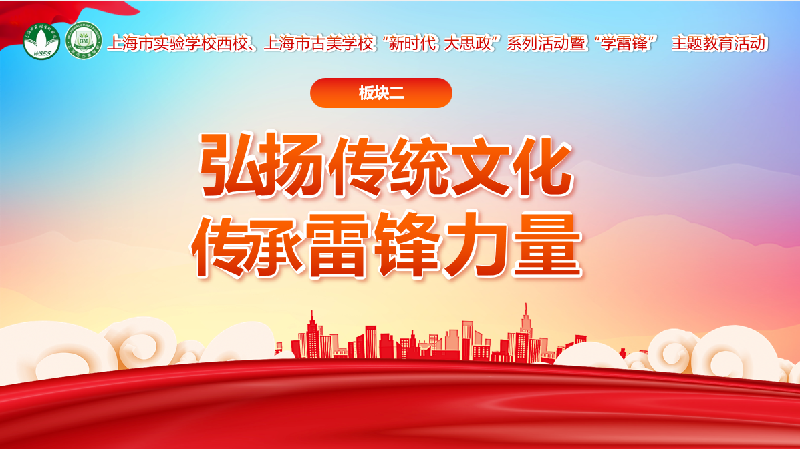 上海市实验学校西校、上海市古美学校“新时代 大思政”系列活动暨“学雷锋” 主题教育活动
板块二
弘扬传统文化
传承雷锋力量